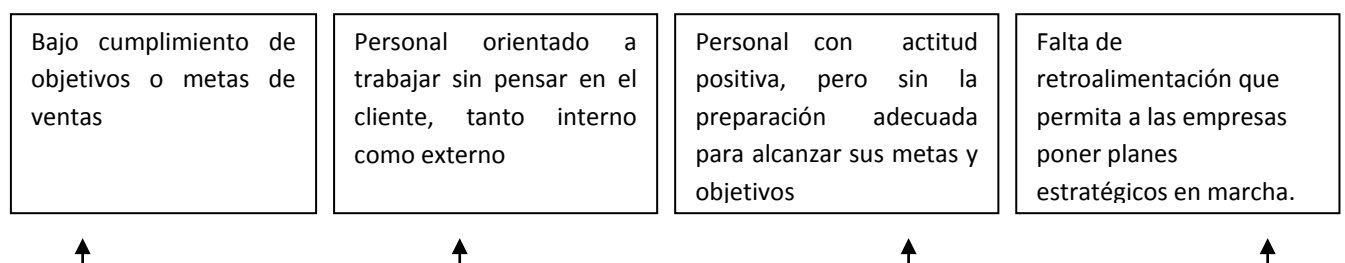 Bajo cumplimiento de
objetivos o metas de
ventas
Personal orientado a
trabajar sin pensar en el
cliente, tanto interno
como externo
Personal con actitud
positiva, pero sin la
preparación adecuada
para alcanzar sus metas y
objetivos
Falta de
retroalimentación que
permita a las empresas
poner planes
estratégicos en marcha.